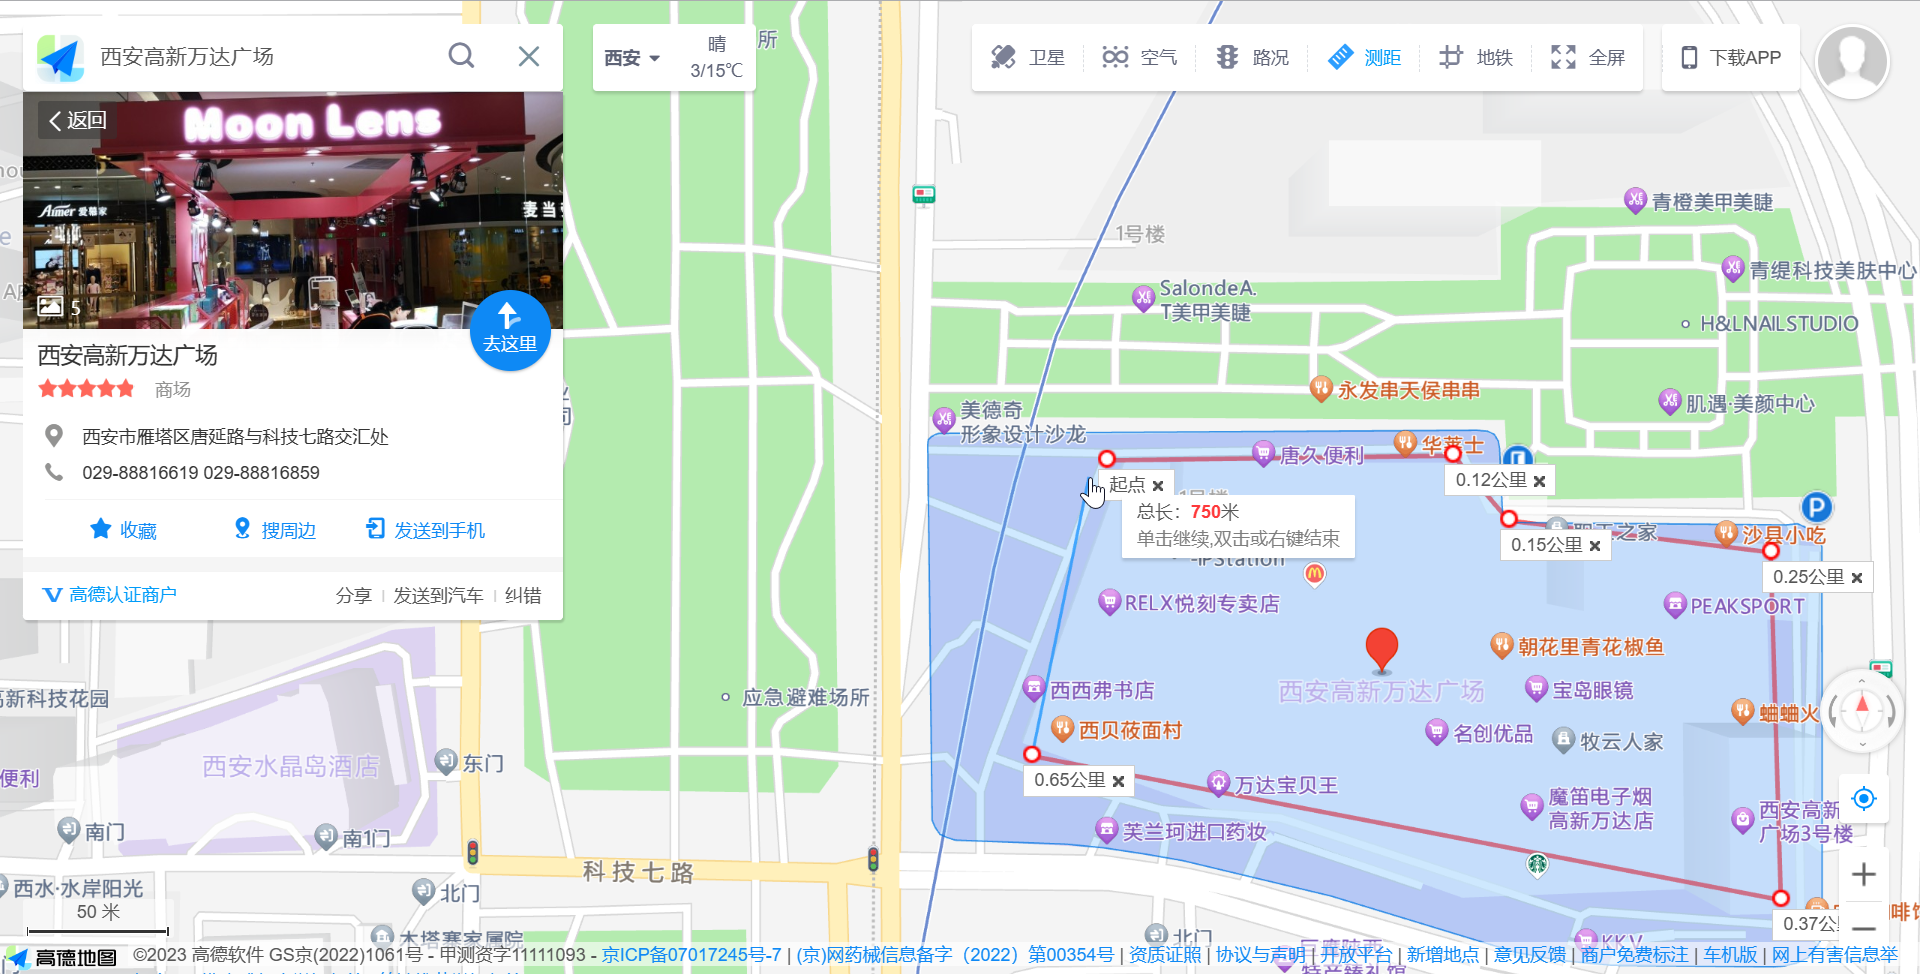 西安高新万达广场
西安
晴
3/15℃
所
卫星
空气
路况
测距
地铁
全屏
下载APP
返回
Moon Lens
Aimer 爱慕家
麦当
5
去这里
西安高新万达广场
商场
西安市雁塔区唐延路与科技七路交汇处
029-88816619 029-88816859
收藏
搜周边
发送到手机
高德认证商户
分享
发送到汽车
纠错
1号楼
青橙美甲美睫
青缇科技美肤中心
SalondeA.
T美甲美睫
H&LNAILSTUDIO
永发串天侯串串
肌遇·美颜中心
美德奇
形象设计沙龙
唐久便利
华莱士
起点
0.12公里
总长：750米
单击继续,双击或右键结束
0.15公里
之家
沙县小吃
0.25公里
RELX悦刻专卖店
PEAKSPORT
朝花里青花椒鱼
西西弗书店
西安高新万达广场
宝岛眼镜
西贝莜面村
名创优品
牧云人家
蛐蛐火
0.65公里
万达宝贝王
魔笛电子烟
高新万达店
西安高新
广场3号楼
芙兰珂进口药妆
0.37公
KKV
应急避难场所
高新科技花园
西安水晶岛酒店
东门
便利
南门
南1门
科技七路
西水·水岸阳光
北门
50 米
木塔寨家属院
北门
高德地图
©2023 高德软件 GS京(2022)1061号 - 甲测资字11111093 - 京ICP备07017245号-7 | (京)网药械信息备字（2022）第00354号 | 资质证照 | 协议与声明 | 开放平台 | 新增地点 | 意见反馈 | 商户免费标注 | 车机版 | 网上有害信息举